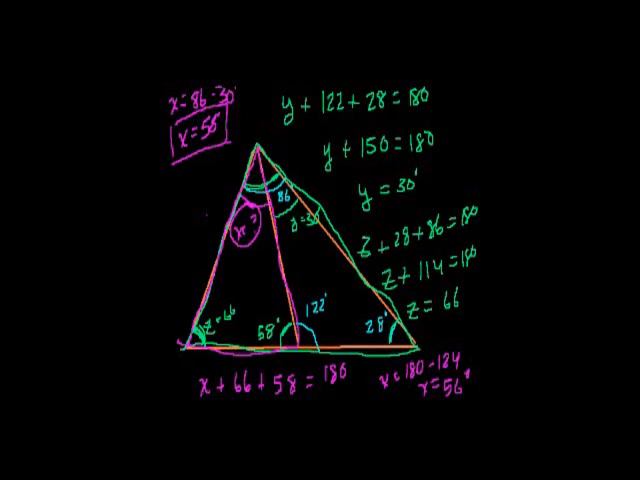 x = 86 - 30°
x = 56°
y + 122 + 28 = 180
y + 150 = 180
y = 30°
z + 28 + 86 = 180
z + 114 = 180
z = 66
86
x = ?
y = 30
z = 66
58°
122°
28°
x + 66 + 58 = 180
x = 180 - 124
x = 56°